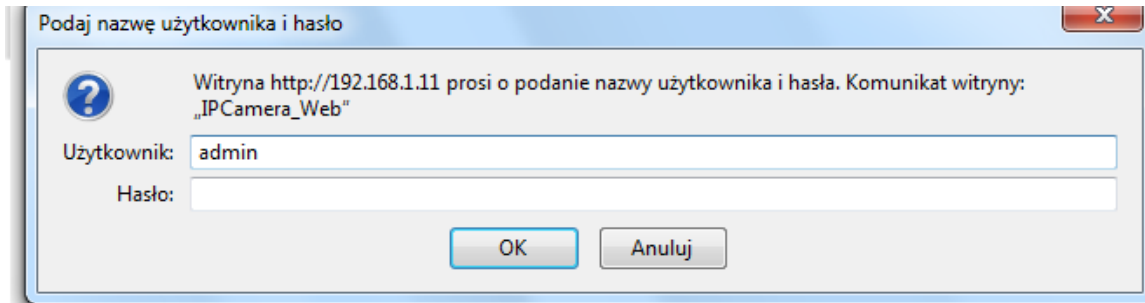 Podaj nazwę użytkownika i hasło
Witryna http://192.168.1.11 prosi o podanie nazwy użytkownika i hasła. Komunikat witryny:
„IPCamera_Web”
Użytkownik: admin
Hasło:
OK Anuluj